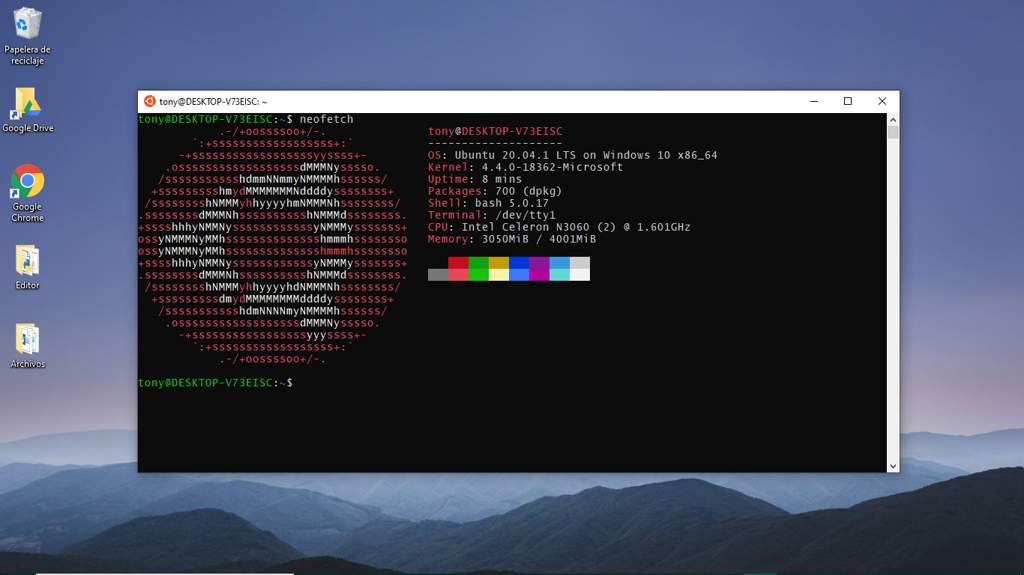 Papelera de
reciclaje
Google Drive
Google
Chrome
Editor
Archivos
tony@DESKTOP-V73EISC: ~
tony@DESKTOP-V73EISC:~$ neofetch
.-/+oossssoo+/-.
`:+ssssssssssssssssss+:`
-+ssssssssssssssssssyyssss+-
.ossssssssssssssssssdMMMNysssso.
/ssssssssssshdmmNNmmyNMMMMhssssss/
+ssssssssshmydMMMMMMMNddddyssssssss+
/sssssssshNMMMyhhyyyyhmNMMMNhssssssss/
.ssssssssdMMMNhsssssssssshNMMMdssssssss.
+sssshhhyNMMNyssssssssssssyNMMMysssssss+
ossyNMMMNyMMhsssssssssssssshmmmhssssssso
ossyNMMMNyMMhsssssssssssssshmmmhssssssso
+sssshhhyNMMNyssssssssssssyNMMMysssssss+
.ssssssssdMMMNhsssssssssshNMMMdssssssss.
/sssssssshNMMMyhhyyyyhdNMMMNhssssssss/
+sssssssssdmydMMMMMMMMddddyssssssss+
/ssssssssssshdmNNNNmyNMMMMhssssss/
.ossssssssssssssssssdMMMNysssso.
-+sssssssssssssssssyyyssss+-
`:+ssssssssssssssssss+:`
.-/+oossssoo+/-.
tony@DESKTOP-V73EISC
--------------------
OS: Ubuntu 20.04.1 LTS on Windows 10 x86_64
Kernel: 4.4.0-18362-Microsoft
Uptime: 8 mins
Packages: 700 (dpkg)
Shell: bash 5.0.17
Terminal: /dev/tty1
CPU: Intel Celeron N3060 (2) @ 1.601GHz
Memory: 3050MiB / 4001MiB
tony@DESKTOP-V73EISC:~$